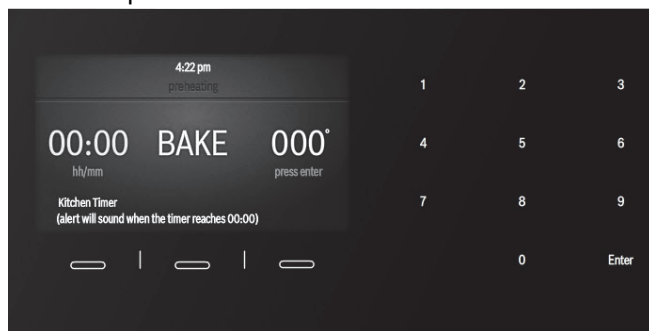 4:22 pm
preheating
00:00 BAKE 000°
hh/mm press enter
Kitchen Timer
(alert will sound when the timer reaches 00:00)
1 2 3
4 5 6
7 8 9
0 Enter